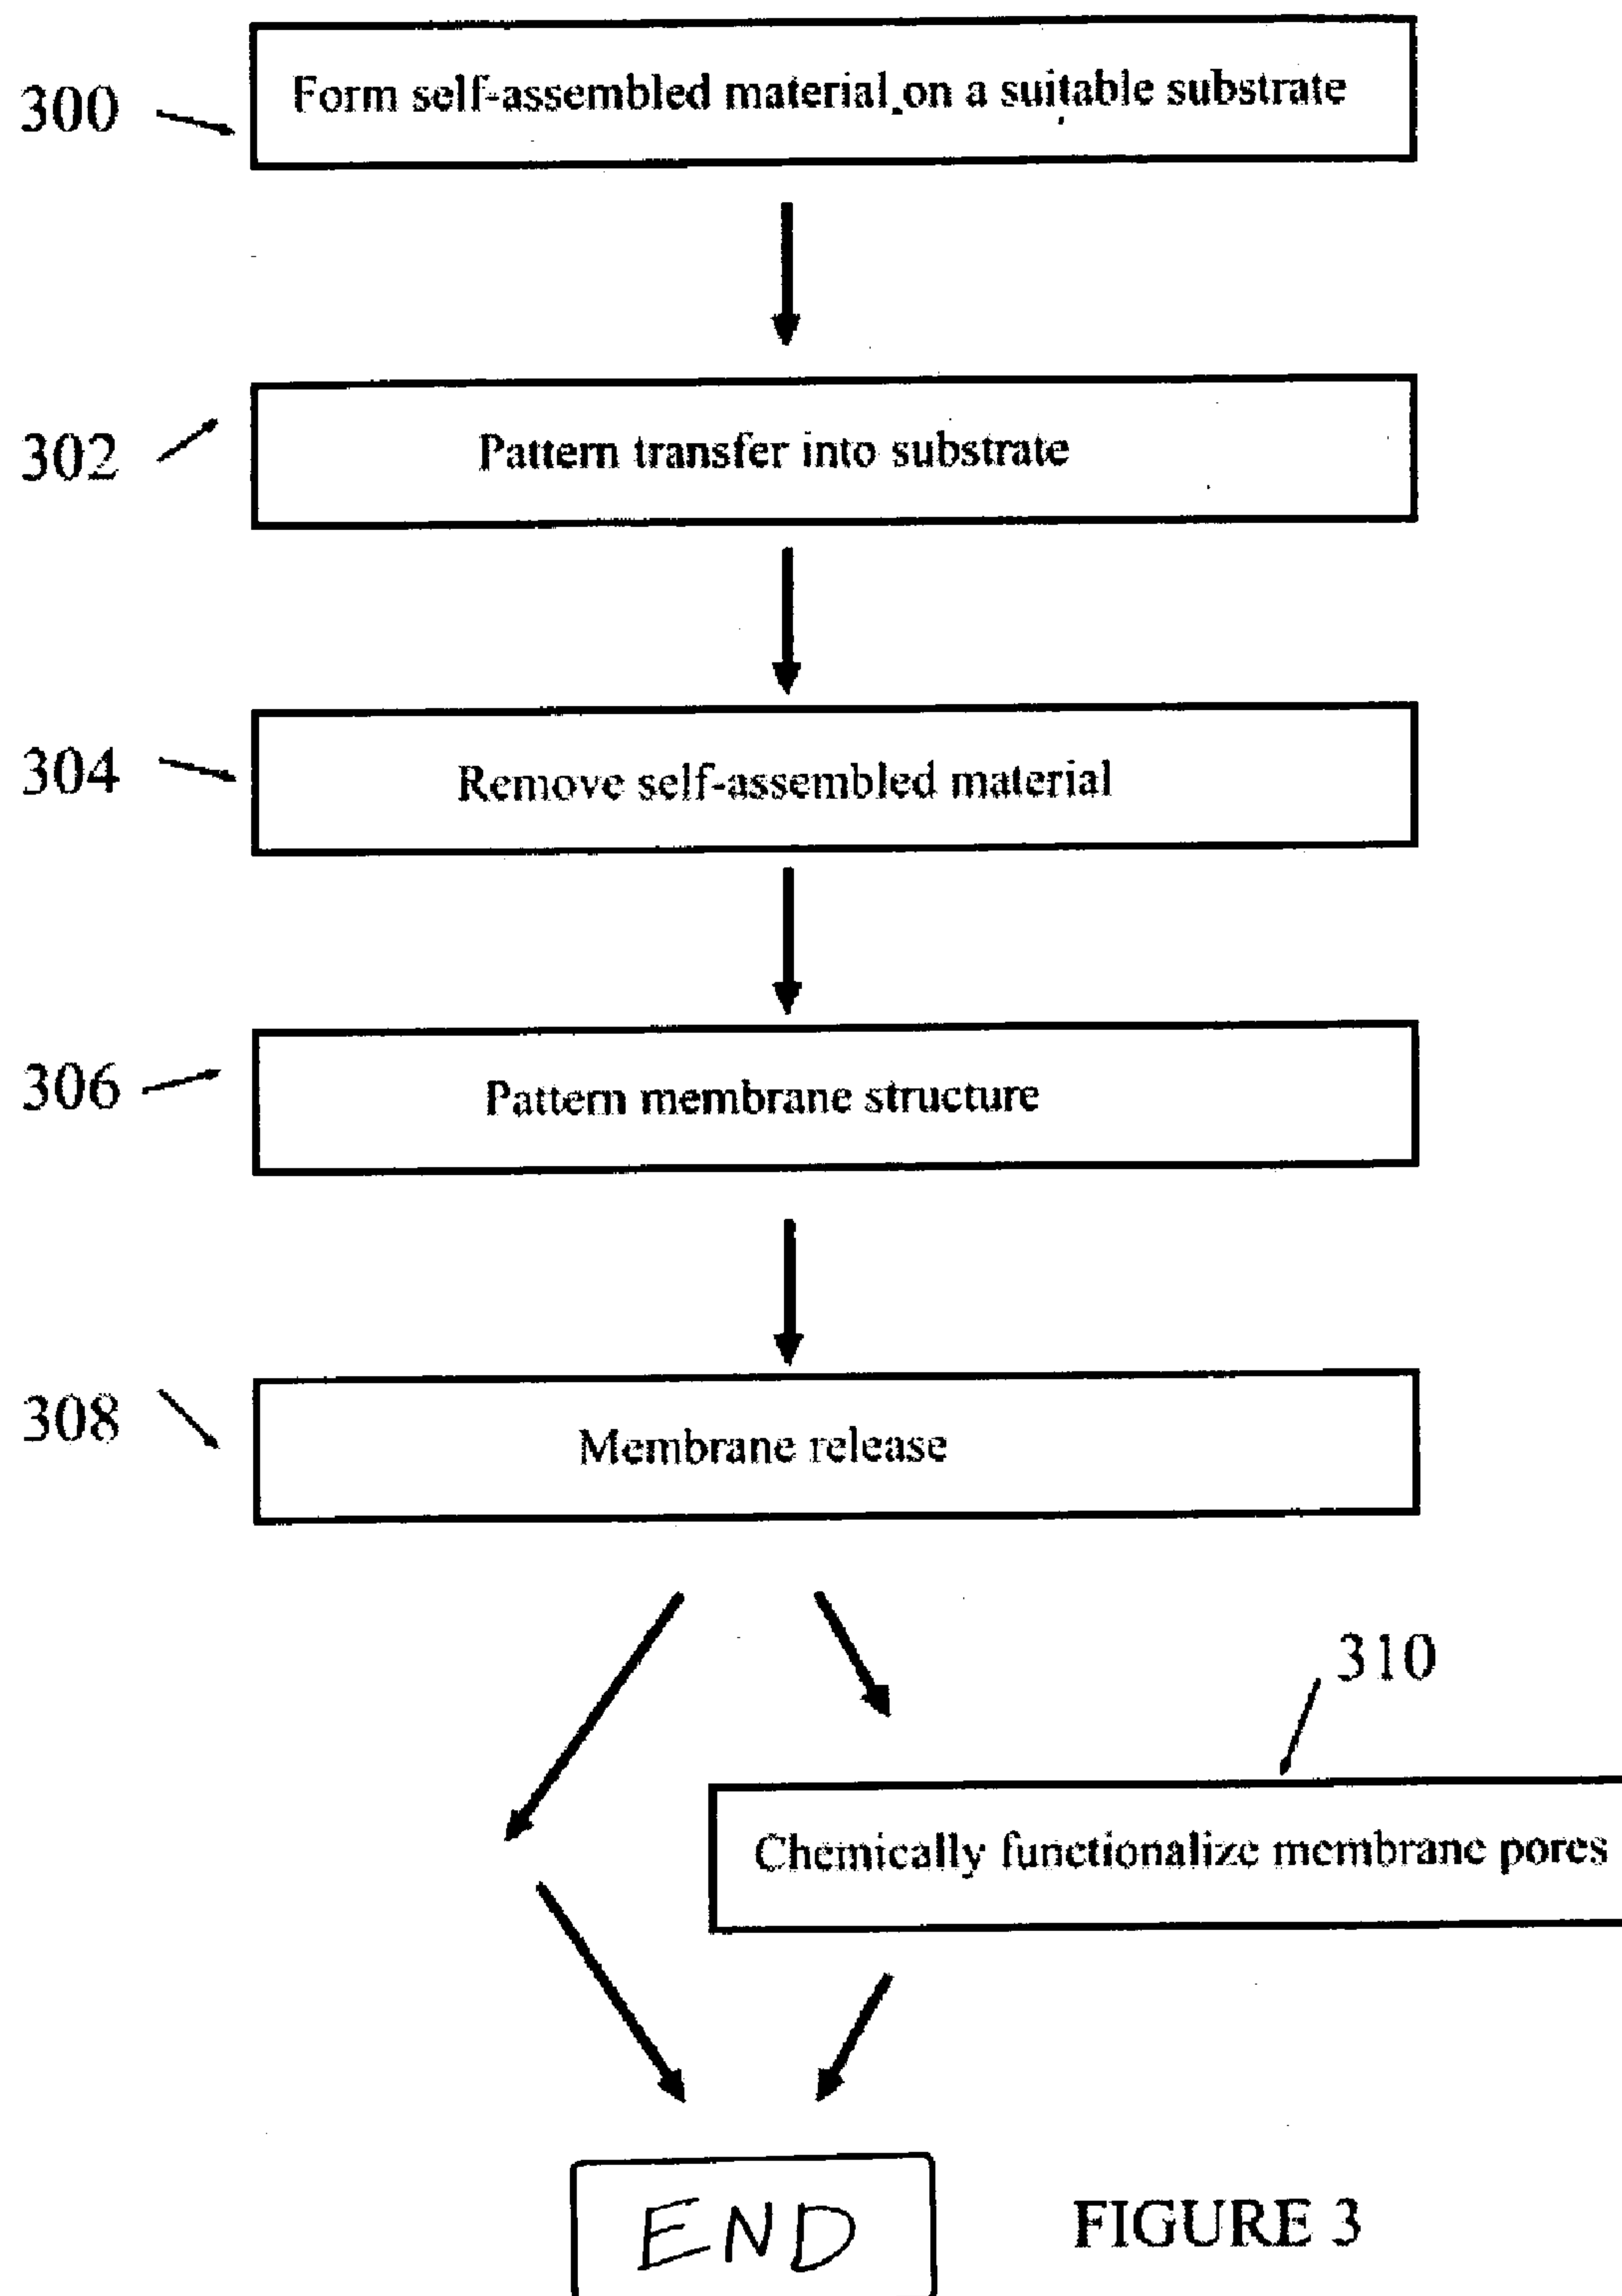 300
Form self-assembled material on a suitable substrate
302
Pattern transfer into substrate
304
Remove self-assembled material
306
Pattern membrane structure
308
Membrane release
310
Chemically functionalize membrane pores
END
FIGURE 3